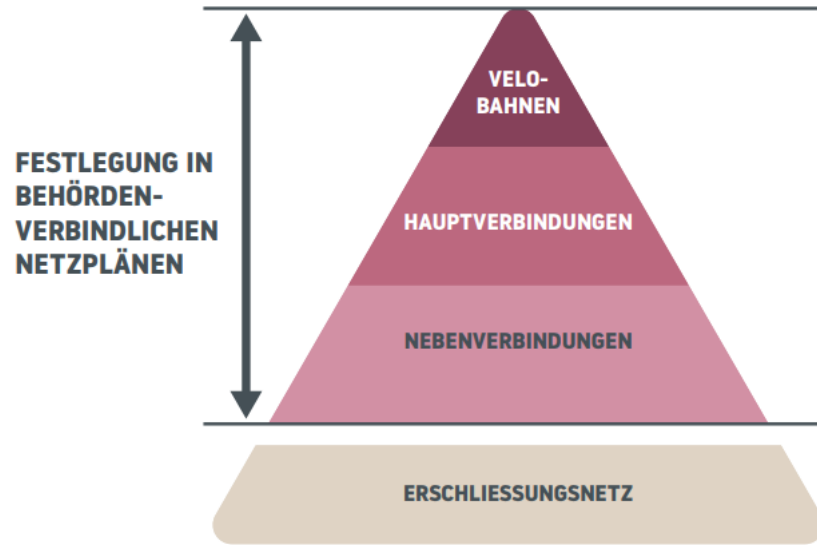 FESTLEGUNG IN
BEHÖRDEN-
VERBINDLICHEN
NETZPLÄNEN
VELO-
BAHNEN
HAUPTVERBINDUNGEN
NEBENVERBINDUNGEN
ERSCHLIESSUNGSNETZ